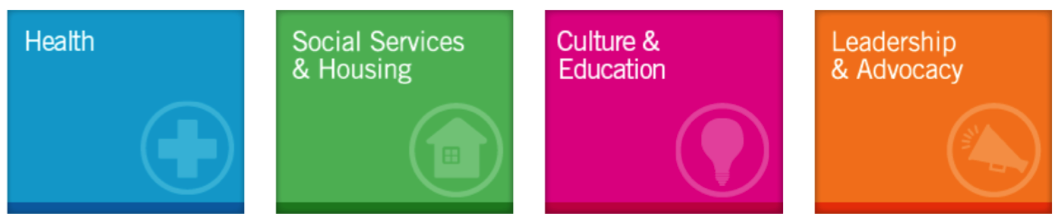 Health
Social Services
& Housing
Culture &
Education
Leadership
& Advocacy